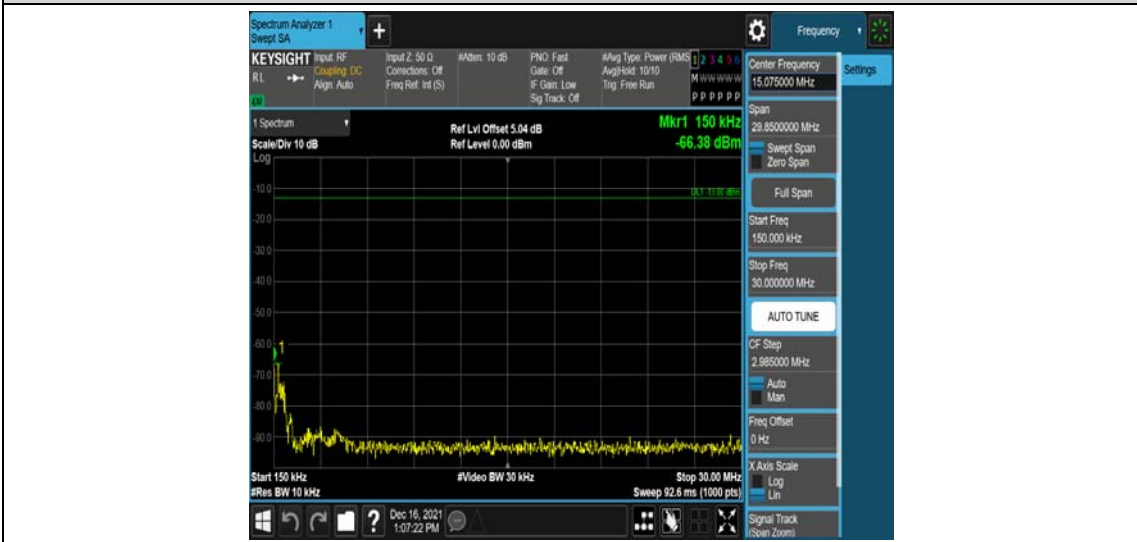 Spectrum Analyzer 1
Swept SA
+
Frequency
KEYSIGHT Input: RF
RL
Coupling: DC
Align: Auto
Input Z: 50 Ω
Corrections: Off
Freq Ref: Int (S)
#Atten: 10 dB
PNO: Fast
Gate: Off
IF Gain: Low
Sig Track: Off
#Avg Type: Power (RMS
Avg|Hold: 10/10
Trig: Free Run
1 2 3 4 5 6
M W W W W W
P P P P P P
Center Frequency
15.075000 MHz
Settings
Span
29.8500000 MHz
Swept Span
Zero Span
Full Span
Start Freq
150.000 kHz
Stop Freq
30.000000 MHz
AUTO TUNE
CF Step
2.985000 MHz
Auto
Man
Freq Offset
0 Hz
X Axis Scale
Log
Lin
Signal Track
(Span Zoom)
1 Spectrum
Scale/Div 10 dB
Log
Ref Lvl Offset 5.04 dB
Ref Level 0.00 dBm
Mkr1 150 kHz
-66.38 dBm
DL1 -13.00 dBm
-10.0
-20.0
-30.0
-40.0
-50.0
-60.0
1
-70.0
-80.0
-90.0
Start 150 kHz
#Res BW 10 kHz
#Video BW 30 kHz
Stop 30.00 MHz
Sweep 92.6 ms (1000 pts)
?
Dec 16, 2021
1:07:22 PM